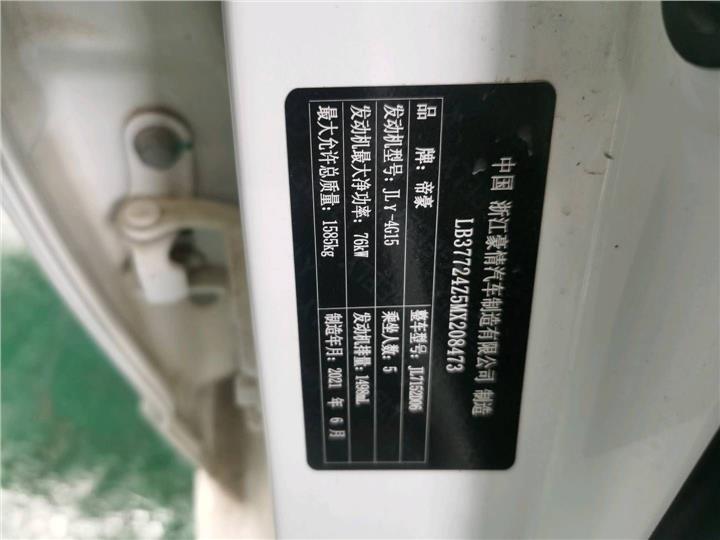 中国 浙江豪情汽车制造有限公司 制造
LB37724Z5MX208473
品 牌：帝豪 整车型号：JL7152D06
发动机型号：JLγ-4G15 乘坐人数：5
发动机最大净功率：76kW 发动机排量：1498mL
最大允许总质量：1585kg 制造年月：2021 年 6 月